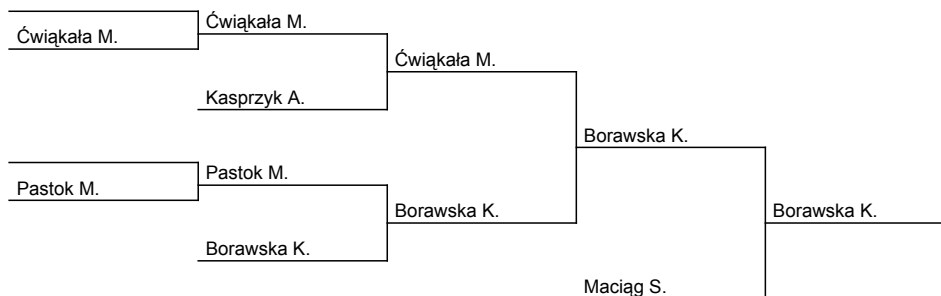 Ćwiąkała M.
Ćwiąkała M.
Ćwiąkała M.
Kasprzyk A.
Borawska K.
Pastok M.
Pastok M.
Borawska K.
Borawska K.
Borawska K.
Maciąg S.